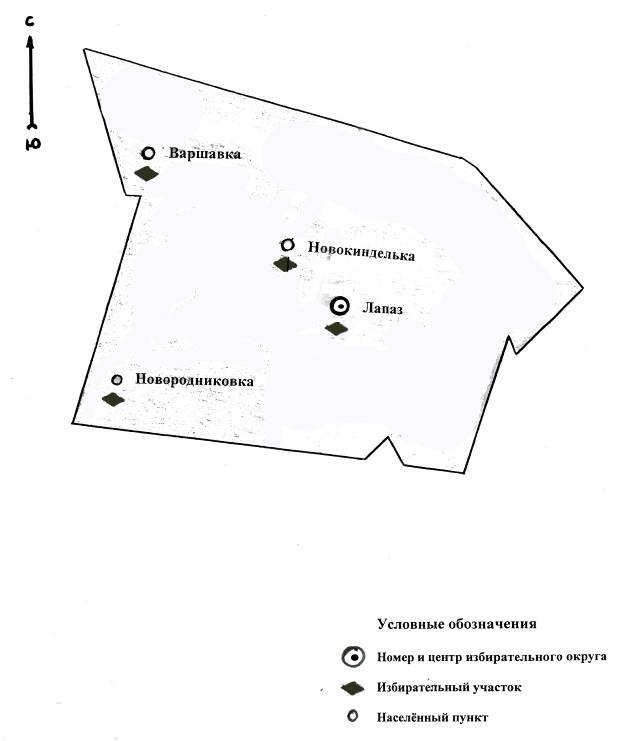 С
Ю
Варшавка
Новокинделька
Лапаз
Новородниковка
Условные обозначения
Номер и центр избирательного округа
Избирательный участок
Населённый пункт